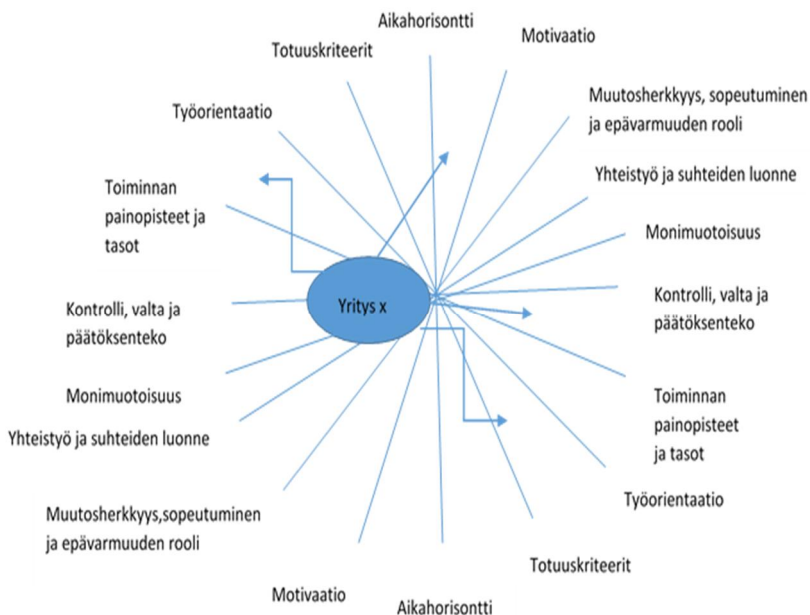 Aikahorisontti
Motivaatio
Totuuskriteerit
Muutosherkkyys, sopeutuminen
ja epävarmuuden rooli
Työorientaatio
Yhteistyö ja suhteiden luonne
Toiminnan
painopisteet ja
tasot
Monimuotoisuus
Yritys x
Kontrolli, valta ja
päätöksenteko
Kontrolli, valta ja
päätöksenteko
Monimuotoisuus
Toiminnan
painopisteet
ja tasot
Yhteistyö ja suhteiden luonne
Työorientaatio
Muutosherkkyys,sopeutuminen
ja epävarmuuden rooli
Totuuskriteerit
Motivaatio
Aikahorisontti